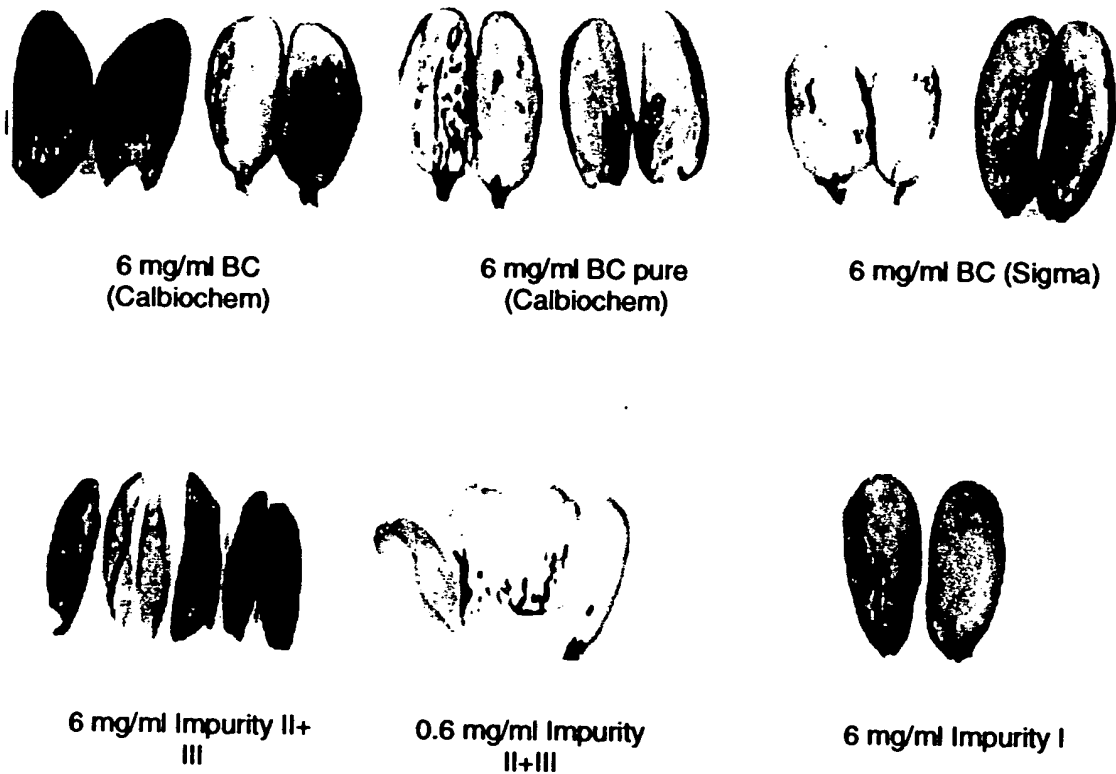 6 mg/ml BC
(Calbiochem)
6 mg/ml BC pure
(Calbiochem)
6 mg/ml BC (Sigma)
6 mg/ml Impurity II+
III
0.6 mg/ml Impurity
II+III
6 mg/ml Impurity I